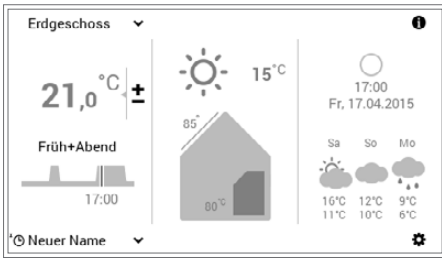 Erdgeschoss
21,0 °C ±
Früh+Abend
17:00
Neuer Name
15°C
85°
80°C
17:00
Fr, 17.04.2015
Sa So Mo
16°C 12°C 9°C
11°C 10°C 6°C